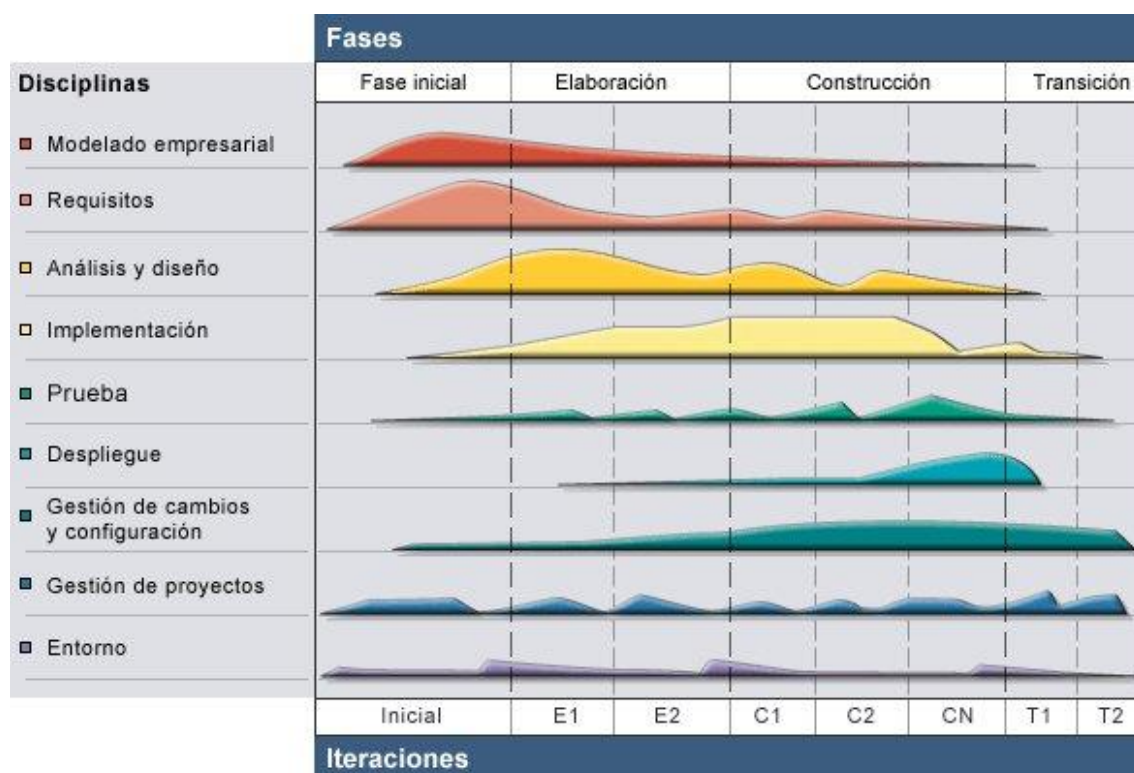 Fases
Disciplinas
Fase inicial
Elaboración
Construcción
Transición
Modelado empresarial
Requisitos
Análisis y diseño
Implementación
Prueba
Despliegue
Gestión de cambios
y configuración
Gestión de proyectos
Entorno
Inicial
E1
E2
C1
C2
CN
T1
T2
Iteraciones